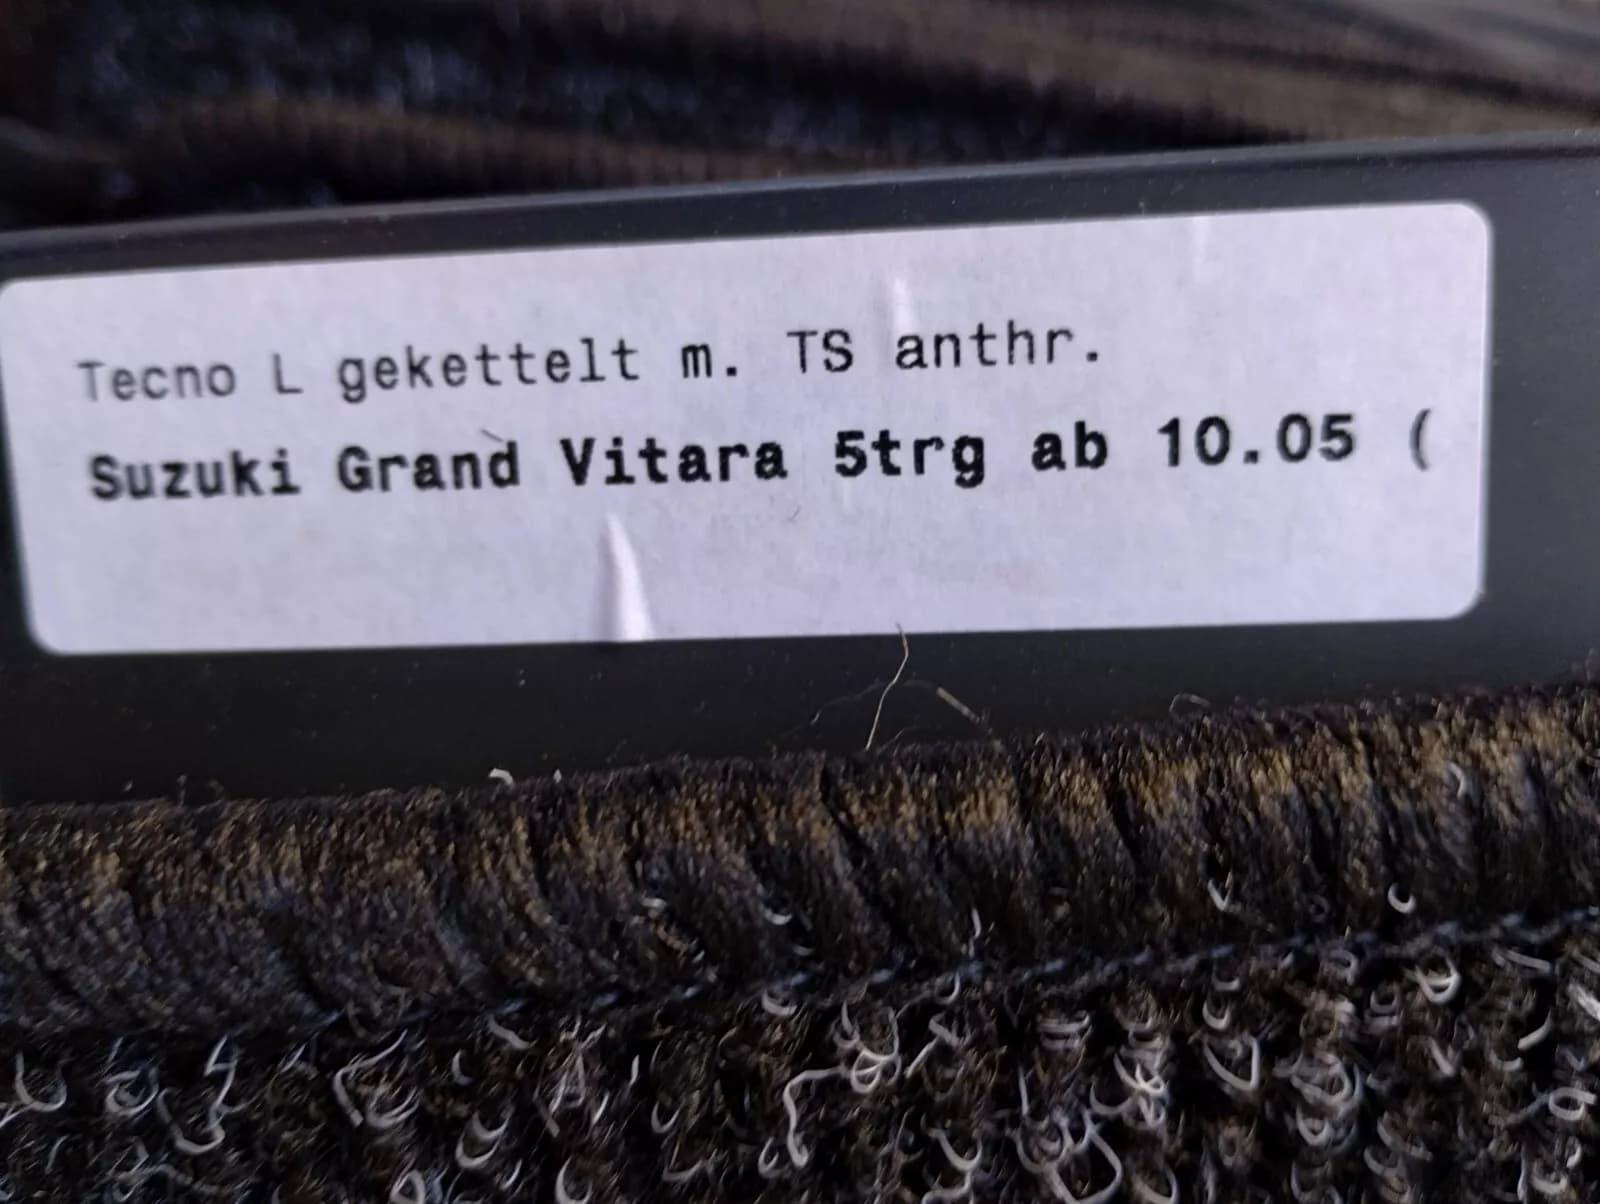 Tecno L gekettelt m. TS anthr.
Suzuki Grand Vitara 5trg ab 10.05 (